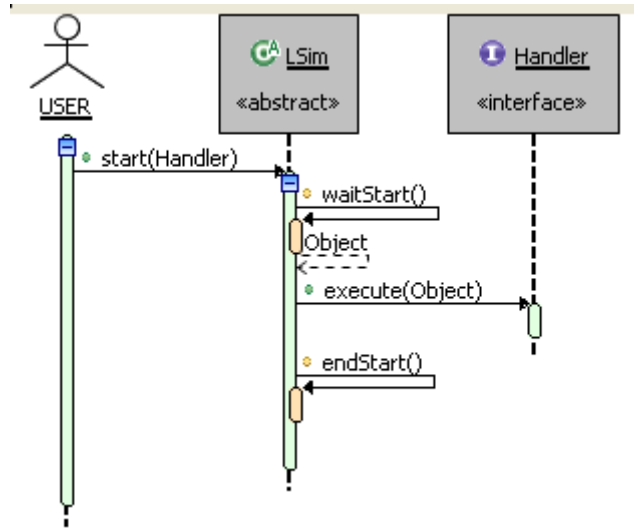 USER
LSim
«abstract»
Handler
«interface»
start(Handler)
waitStart()
Object
execute(Object)
endStart()